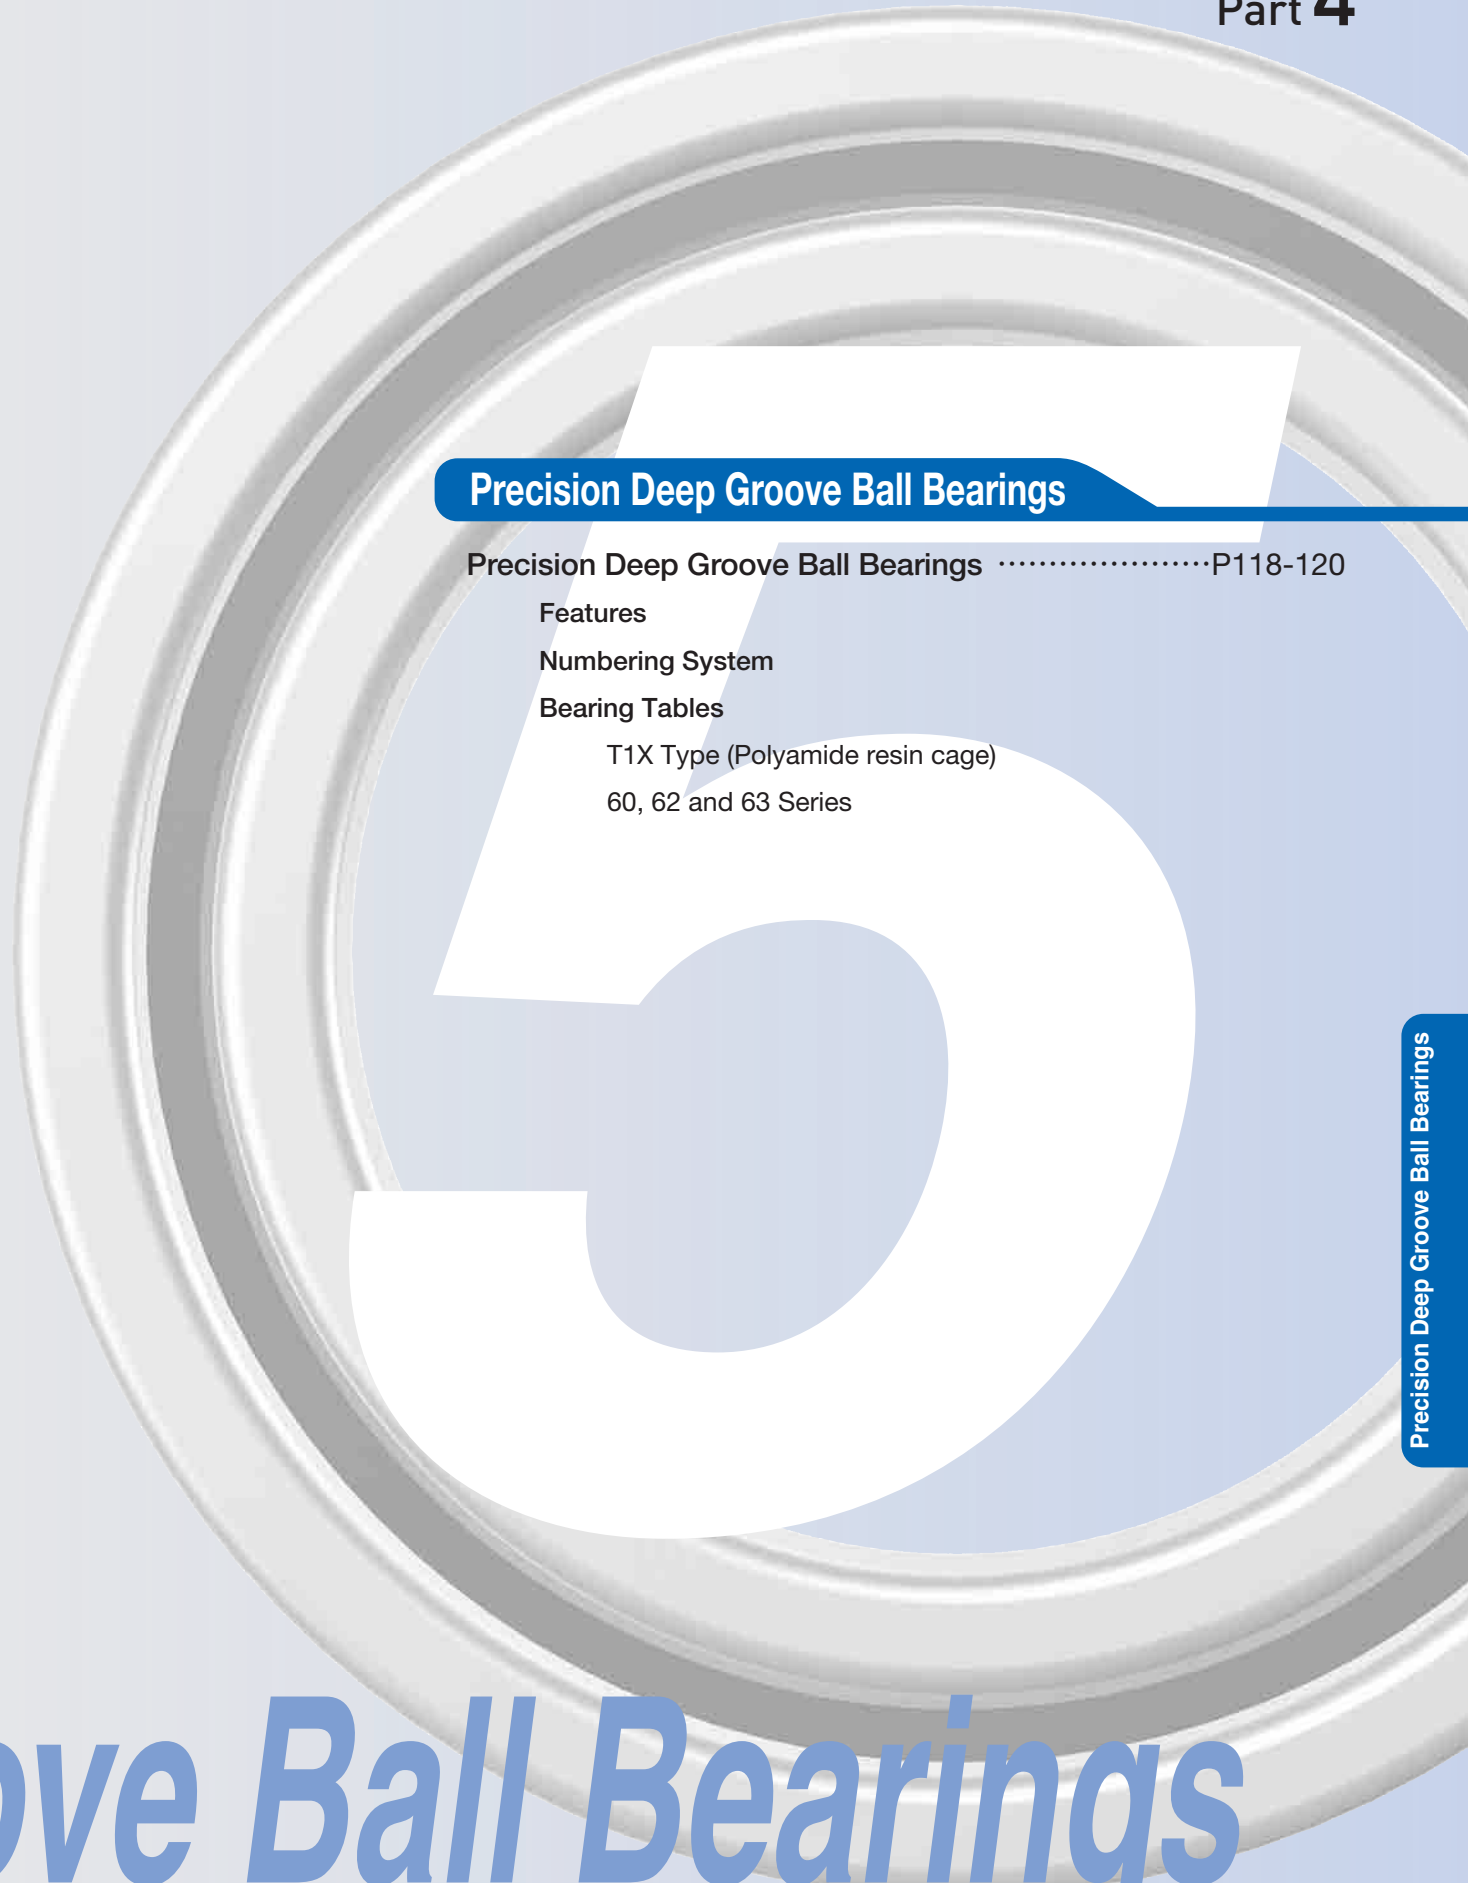 Part 4
5
Precision Deep Groove Ball Bearings
Precision Deep Groove Ball Bearings ·····················P118-120
Features
Numbering System
Bearing Tables
T1X Type (Polyamide resin cage)
60, 62 and 63 Series
Precision Deep Groove Ball Bearings
ove Ball Bearings